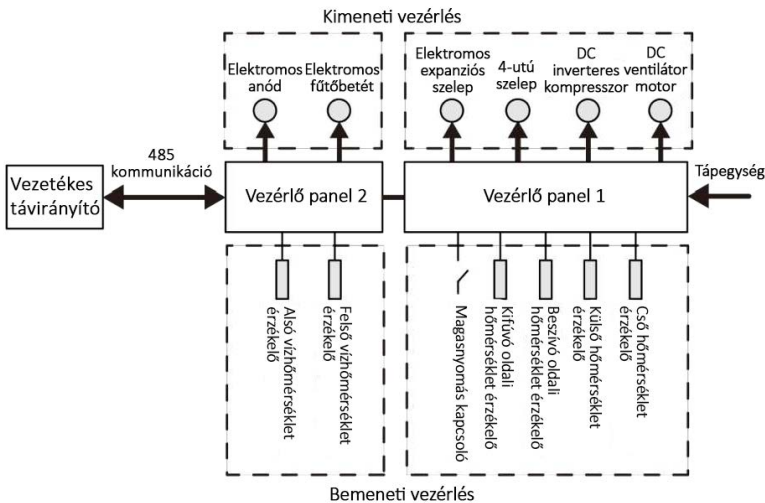 Kimeneti vezérlés
Elektromos
anód
Elektromos
fűtőbetét
Elektromos
expanziós
szelep
4-utú
szelep
DC
inverteres
kompresszor
DC
ventilátor
motor
485
kommunikáció
Vezetékes
távirányító
Vezérlő panel 2
Vezérlő panel 1
Tápegység
Alsó vízhőmérséklet
érzékelő
Felső vízhőmérséklet
érzékelő
Magasnyomás kapcsoló
Kifúvó oldali
hőmérséklet érzékelő
Beszívó oldali
hőmérséklet érzékelő
Külső hőmérséklet
érzékelő
Cső hőmérséklet
érzékelő
Bemeneti vezérlés